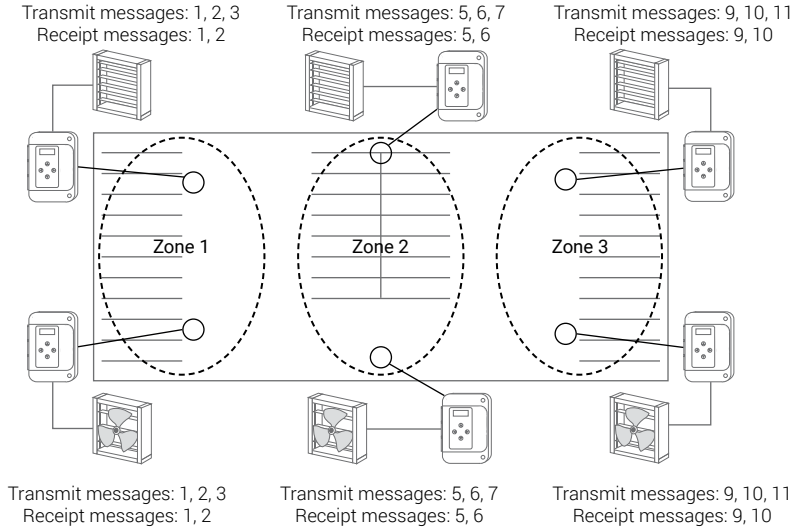 Transmit messages: 1, 2, 3
Receipt messages: 1, 2
Transmit messages: 5, 6, 7
Receipt messages: 5, 6
Transmit messages: 9, 10, 11
Receipt messages: 9, 10
Zone 1
Zone 2
Zone 3
Transmit messages: 1, 2, 3
Receipt messages: 1, 2
Transmit messages: 5, 6, 7
Receipt messages: 5, 6
Transmit messages: 9, 10, 11
Receipt messages: 9, 10